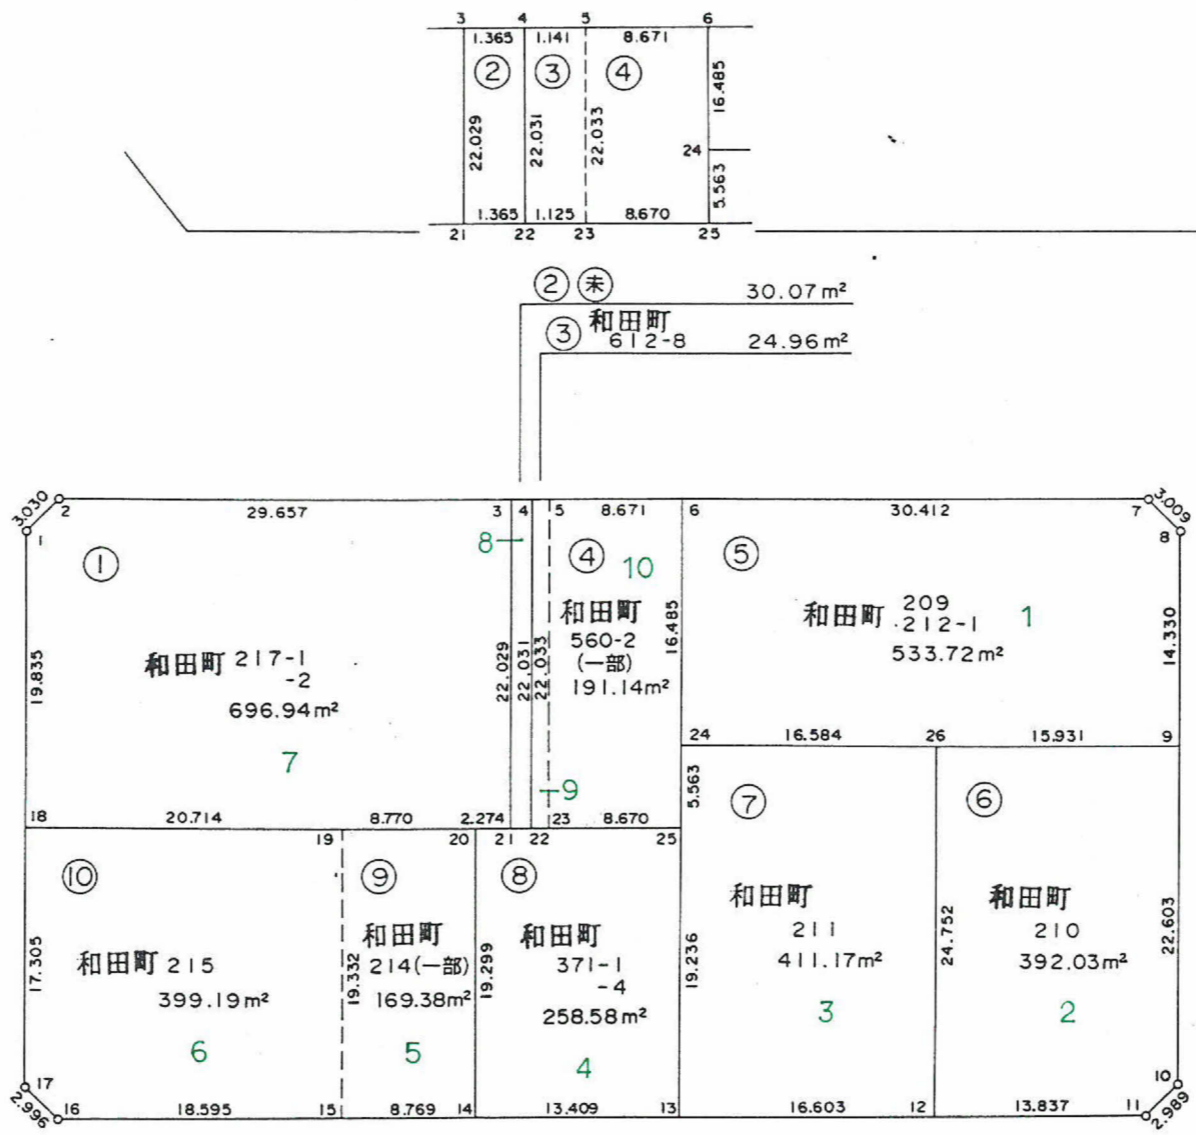 3 4 5 6
1.365 1.141 8.671
② ③ ④
22.029 22.031 22.033 16.485
24
5.563
1.365 1.125 8.670
21 22 23 25
② 未 30.07m²
③ 和田町
612-8 24.96m²
3.030
2 29.657 3 4 5 8.671 6 30.412 7
3.009
1 8
8
① ④ 10 ⑤
和田町
560-2
(一部)
191.14m²
和田町 209
212-1
533.72m²
1
19.835
和田町 217-1
-2
696.94m²
7
22.029 22.031 22.033 16.485 14.330
24 16.584 26 15.931 9
9
5.563
⑦ ⑥
18 20.714 8.770 2.274 23 8.670
19 20 21 22 25
⑩ ⑨ ⑧
和田町 215
399.19m²
6
17.305
和田町
214(一部)
169.38m²
5
19.332 19.299
和田町
371-1
-4
258.58m²
4
19.236
和田町
211
411.17m²
3
24.752
和田町
210
392.03m²
2
22.603
17 10
2.996
16 18.595 15 8.769 14 13.409 13 16.603 12 13.837 11
2.989